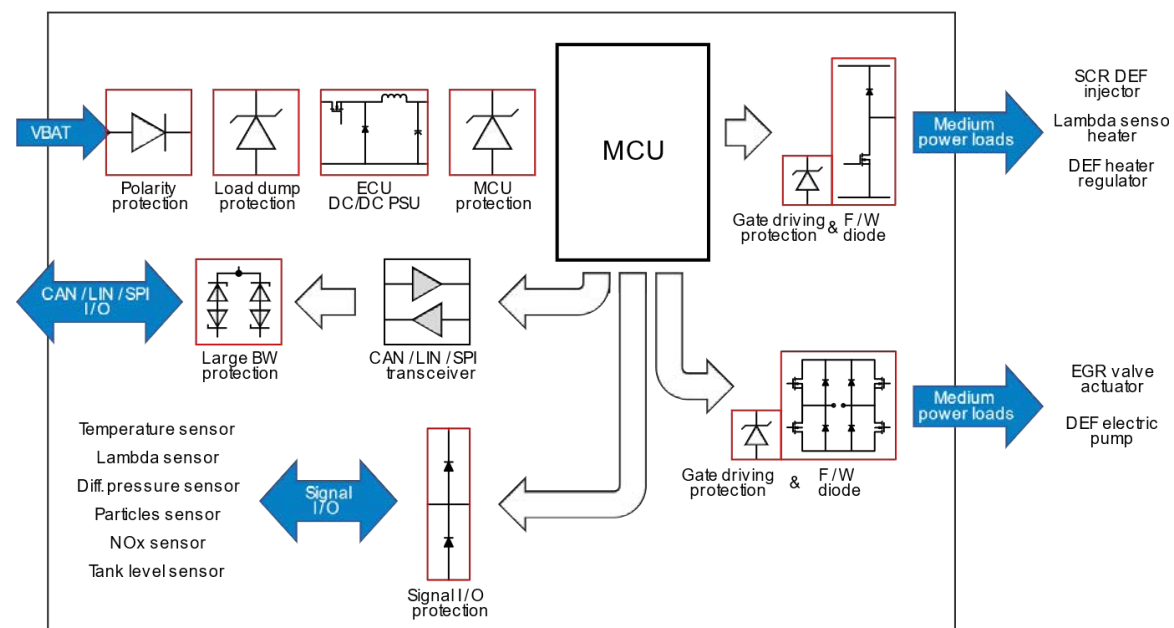 VBAT
Polarity
protection
Load dump
protection
ECU
DC/DC PSU
MCU
protection
MCU
Gate driving
protection
&
F/W
diode
Medium
power loads
SCR DEF
injector
Lambda senso
heater
DEF heater
regulator
CAN/LIN/SPI
I/O
Large BW
protection
CAN/LIN/SPI
transceiver
Gate driving
protection
&
F/W
diode
Medium
power loads
EGR valve
actuator
DEF electric
pump
Temperature sensor
Lambda sensor
Diff. pressure sensor
Particles sensor
NOx sensor
Tank level sensor
Signal
I/O
Signal I/O
protection